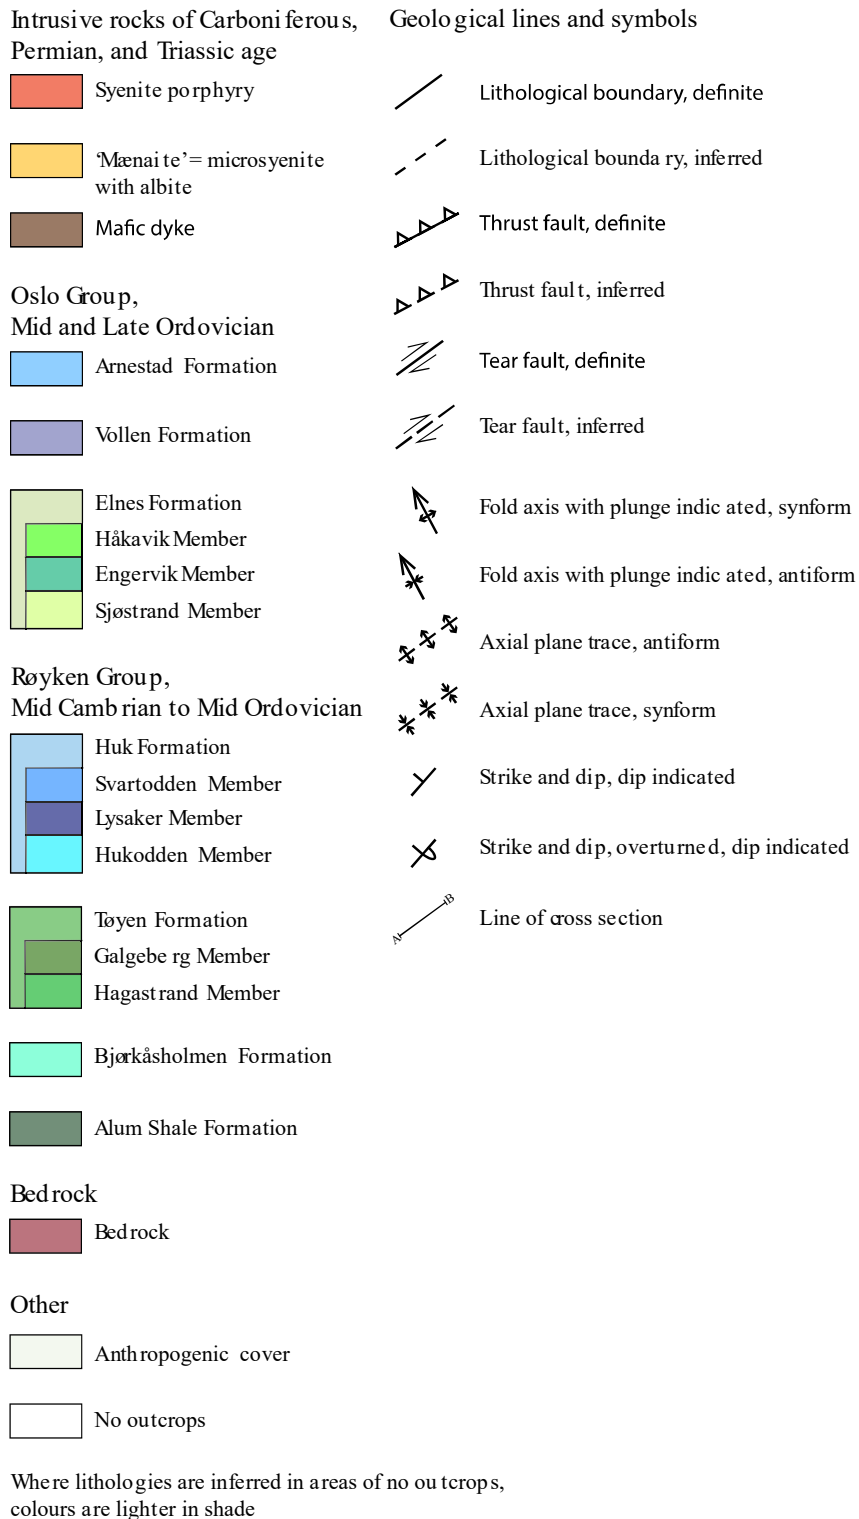 Intrusive rocks of Carboniferous,
Permian, and Triassic age
Syenite porphyry
‘Mænaite’ = microsyenite
with albite
Mafic dyke
Oslo Group,
Mid and Late Ordovician
Arnestad Formation
Vollen Formation
Elnes Formation
Håkavik Member
Engervik Member
Sjøstrand Member
Røyken Group,
Mid Cambrian to Mid Ordovician
Huk Formation
Svartodden Member
Lysaker Member
Hukodden Member
Tøyen Formation
Galgeberg Member
Hagastrand Member
Bjørkåsholmen Formation
Alum Shale Formation
Bedrock
Bedrock
Other
Anthropogenic cover
No outcrops
Where lithologies are inferred in areas of no outcrops,
colours are lighter in shade
Geological lines and symbols
Lithological boundary, definite
Lithological boundary, inferred
Thrust fault, definite
Thrust fault, inferred
Tear fault, definite
Tear fault, inferred
Fold axis with plunge indicated, synform
Fold axis with plunge indicated, antiform
Axial plane trace, antiform
Axial plane trace, synform
Strike and dip, dip indicated
Strike and dip, overturned, dip indicated
A B
Line of cross section